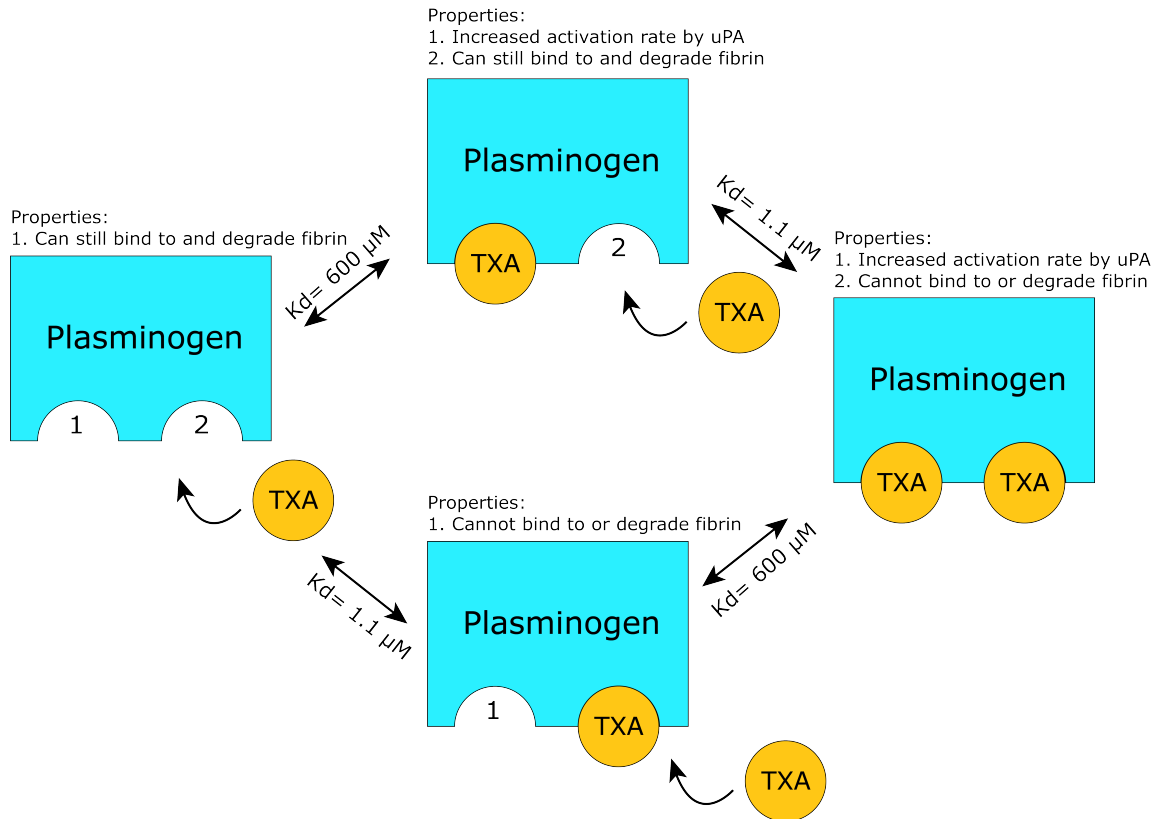 Properties:
1. Increased activation rate by uPA
2. Can still bind to and degrade fibrin
Plasminogen
TXA
2
Kd= 1.1 µM
TXA
Properties:
1. Can still bind to and degrade fibrin
Kd= 600 µM
Plasminogen
1
2
TXA
Kd= 1.1 µM
Properties:
1. Increased activation rate by uPA
2. Cannot bind to or degrade fibrin
Plasminogen
TXA
TXA
Properties:
1. Cannot bind to or degrade fibrin
Kd= 600 µM
Plasminogen
1
TXA
TXA